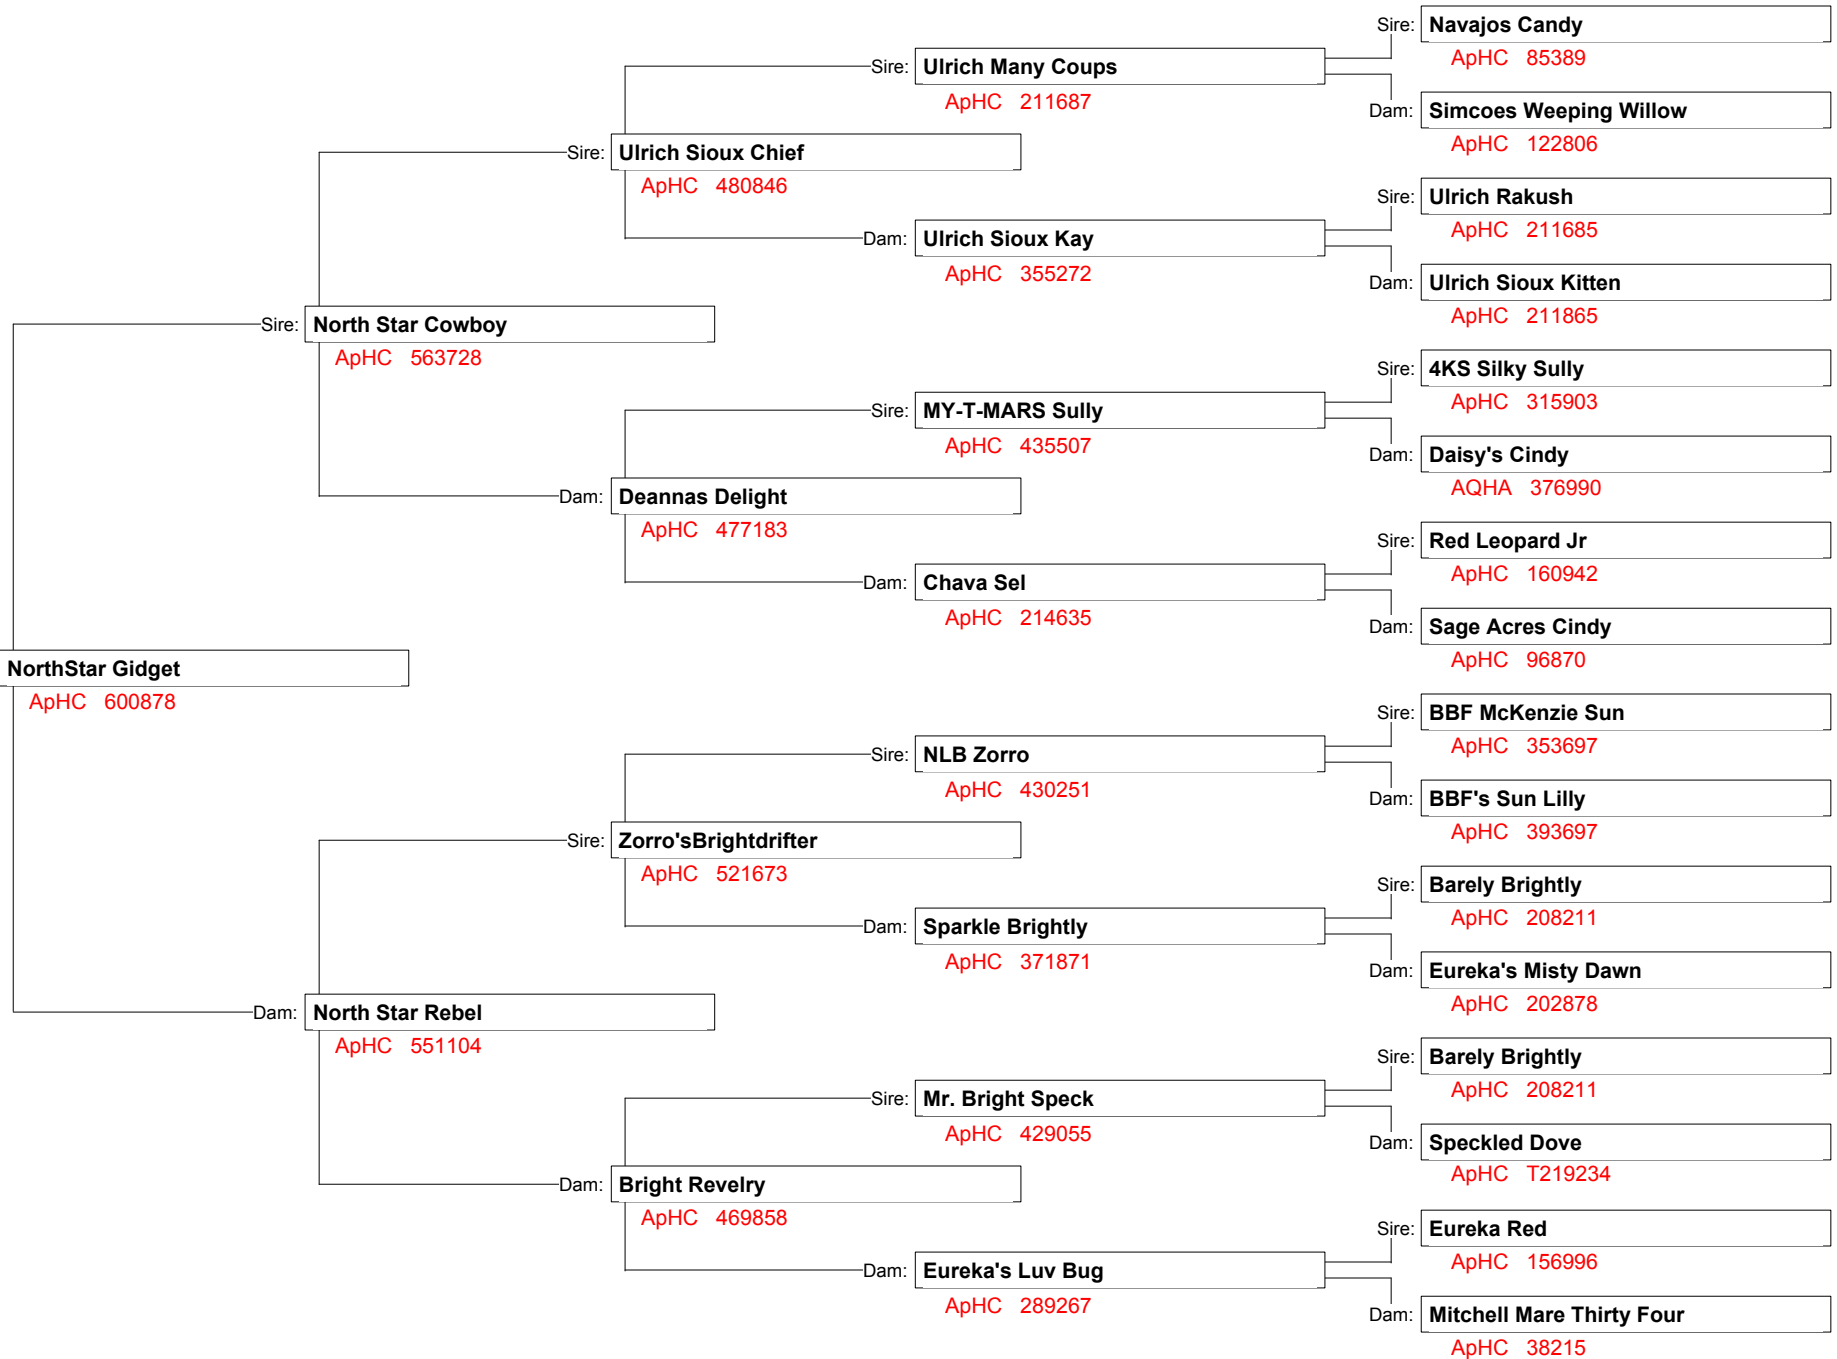 Sire: Navajos Candy
ApHC 85389
Sire: Ulrich Many Coups
ApHC 211687
Dam: Simcoes Weeping Willow
ApHC 122806
Sire: Ulrich Sioux Chief
ApHC 480846
Sire: Ulrich Rakush
ApHC 211685
Dam: Ulrich Sioux Kay
ApHC 355272
Dam: Ulrich Sioux Kitten
ApHC 211865
Sire: North Star Cowboy
ApHC 563728
Sire: 4KS Silky Sully
ApHC 315903
Sire: MY-T-MARS Sully
ApHC 435507
Dam: Daisy's Cindy
AQHA 376990
Dam: Deannas Delight
ApHC 477183
Sire: Red Leopard Jr
ApHC 160942
Dam: Chava Sel
ApHC 214635
Dam: Sage Acres Cindy
ApHC 96870
NorthStar Gidget
ApHC 600878
Sire: BBF McKenzie Sun
ApHC 353697
Sire: NLB Zorro
ApHC 430251
Dam: BBF's Sun Lilly
ApHC 393697
Sire: Zorro'sBrightdrifter
ApHC 521673
Sire: Barely Brightly
ApHC 208211
Dam: Sparkle Brightly
ApHC 371871
Dam: Eureka's Misty Dawn
ApHC 202878
Dam: North Star Rebel
ApHC 551104
Sire: Barely Brightly
ApHC 208211
Sire: Mr. Bright Speck
ApHC 429055
Dam: Speckled Dove
ApHC T219234
Dam: Bright Revelry
ApHC 469858
Sire: Eureka Red
ApHC 156996
Dam: Eureka's Luv Bug
ApHC 289267
Dam: Mitchell Mare Thirty Four
ApHC 38215